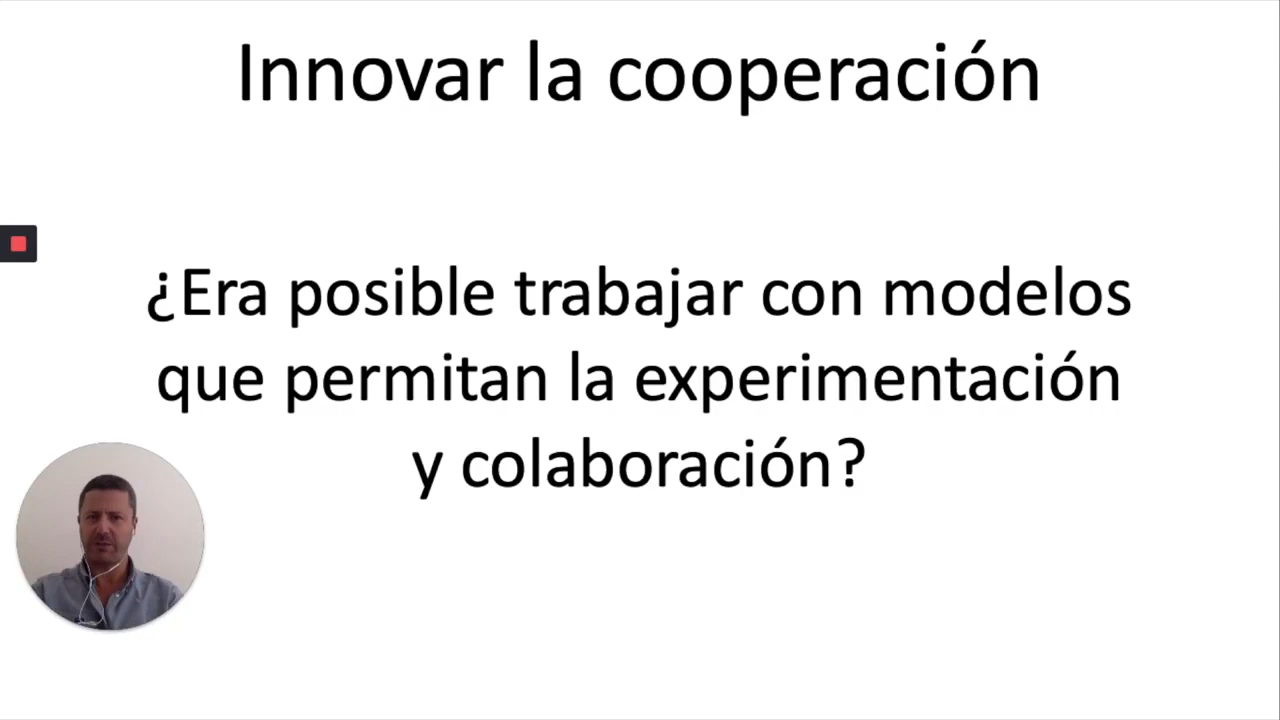 Innovar la cooperación
¿Era posible trabajar con modelos
que permitan la experimentación
y colaboración?